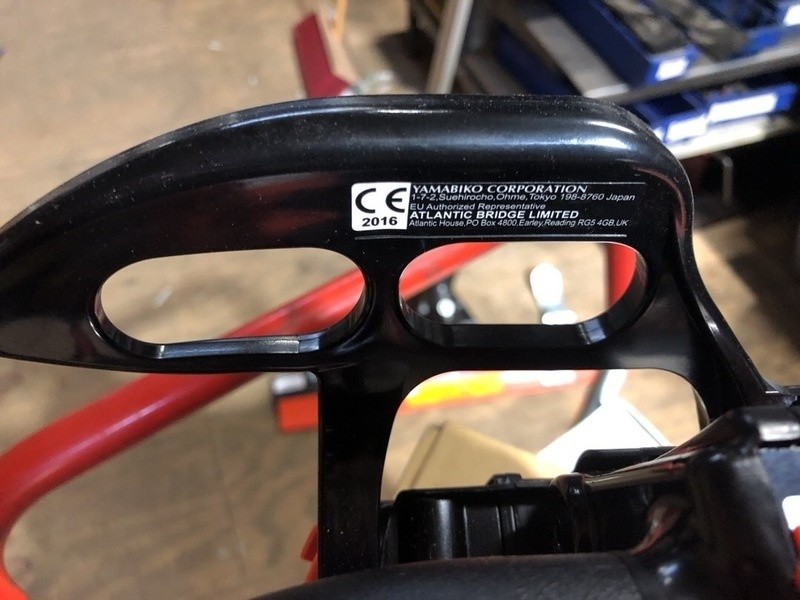 CE
2016
YAMABIKO CORPORATION
1-7-2,Suehirocho,Ohme,Tokyo 198-8760 Japan
EU Authorized Representative
ATLANTIC BRIDGE LIMITED
Atlantic House,PO Box 4800,Earley,Reading RG5 4GB,UK